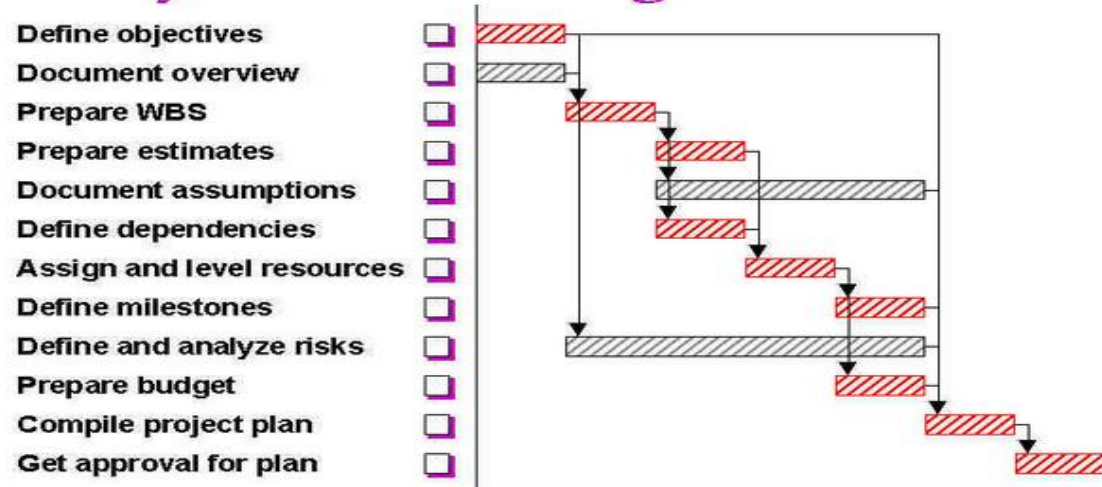 Define objectives
Document overview
Prepare WBS
Prepare estimates
Document assumptions
Define dependencies
Assign and level resources
Define milestones
Define and analyze risks
Prepare budget
Compile project plan
Get approval for plan